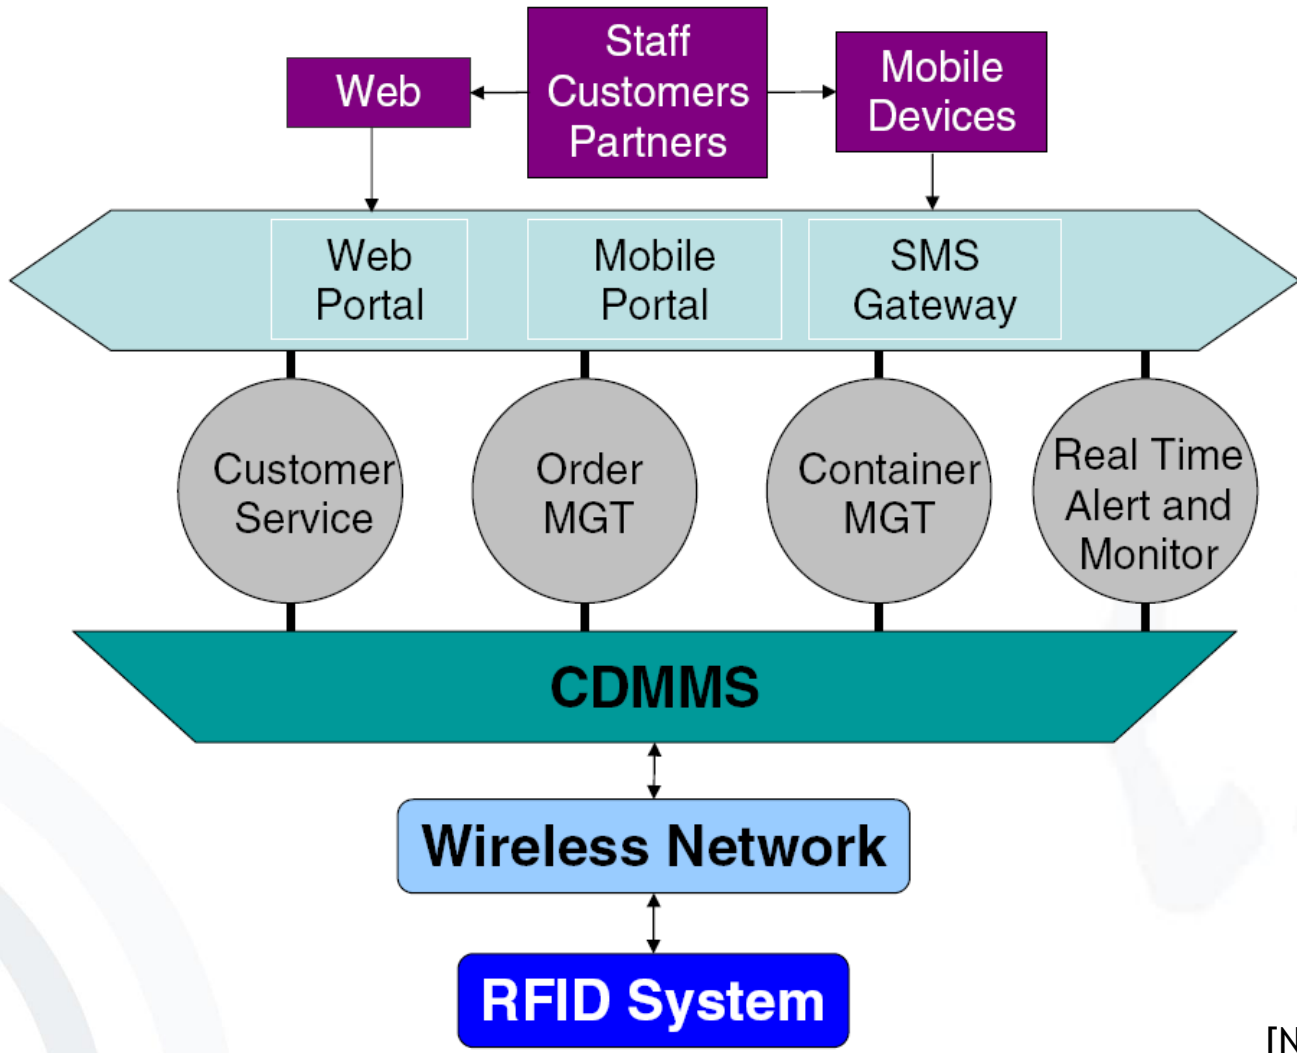 Staff
Customers
Partners
Web
Mobile
Devices
Web
Portal
Mobile
Portal
SMS
Gateway
Customer
Service
Order
MGT
Container
MGT
Real Time
Alert and
Monitor
CDMMS
Wireless Network
RFID System
[N